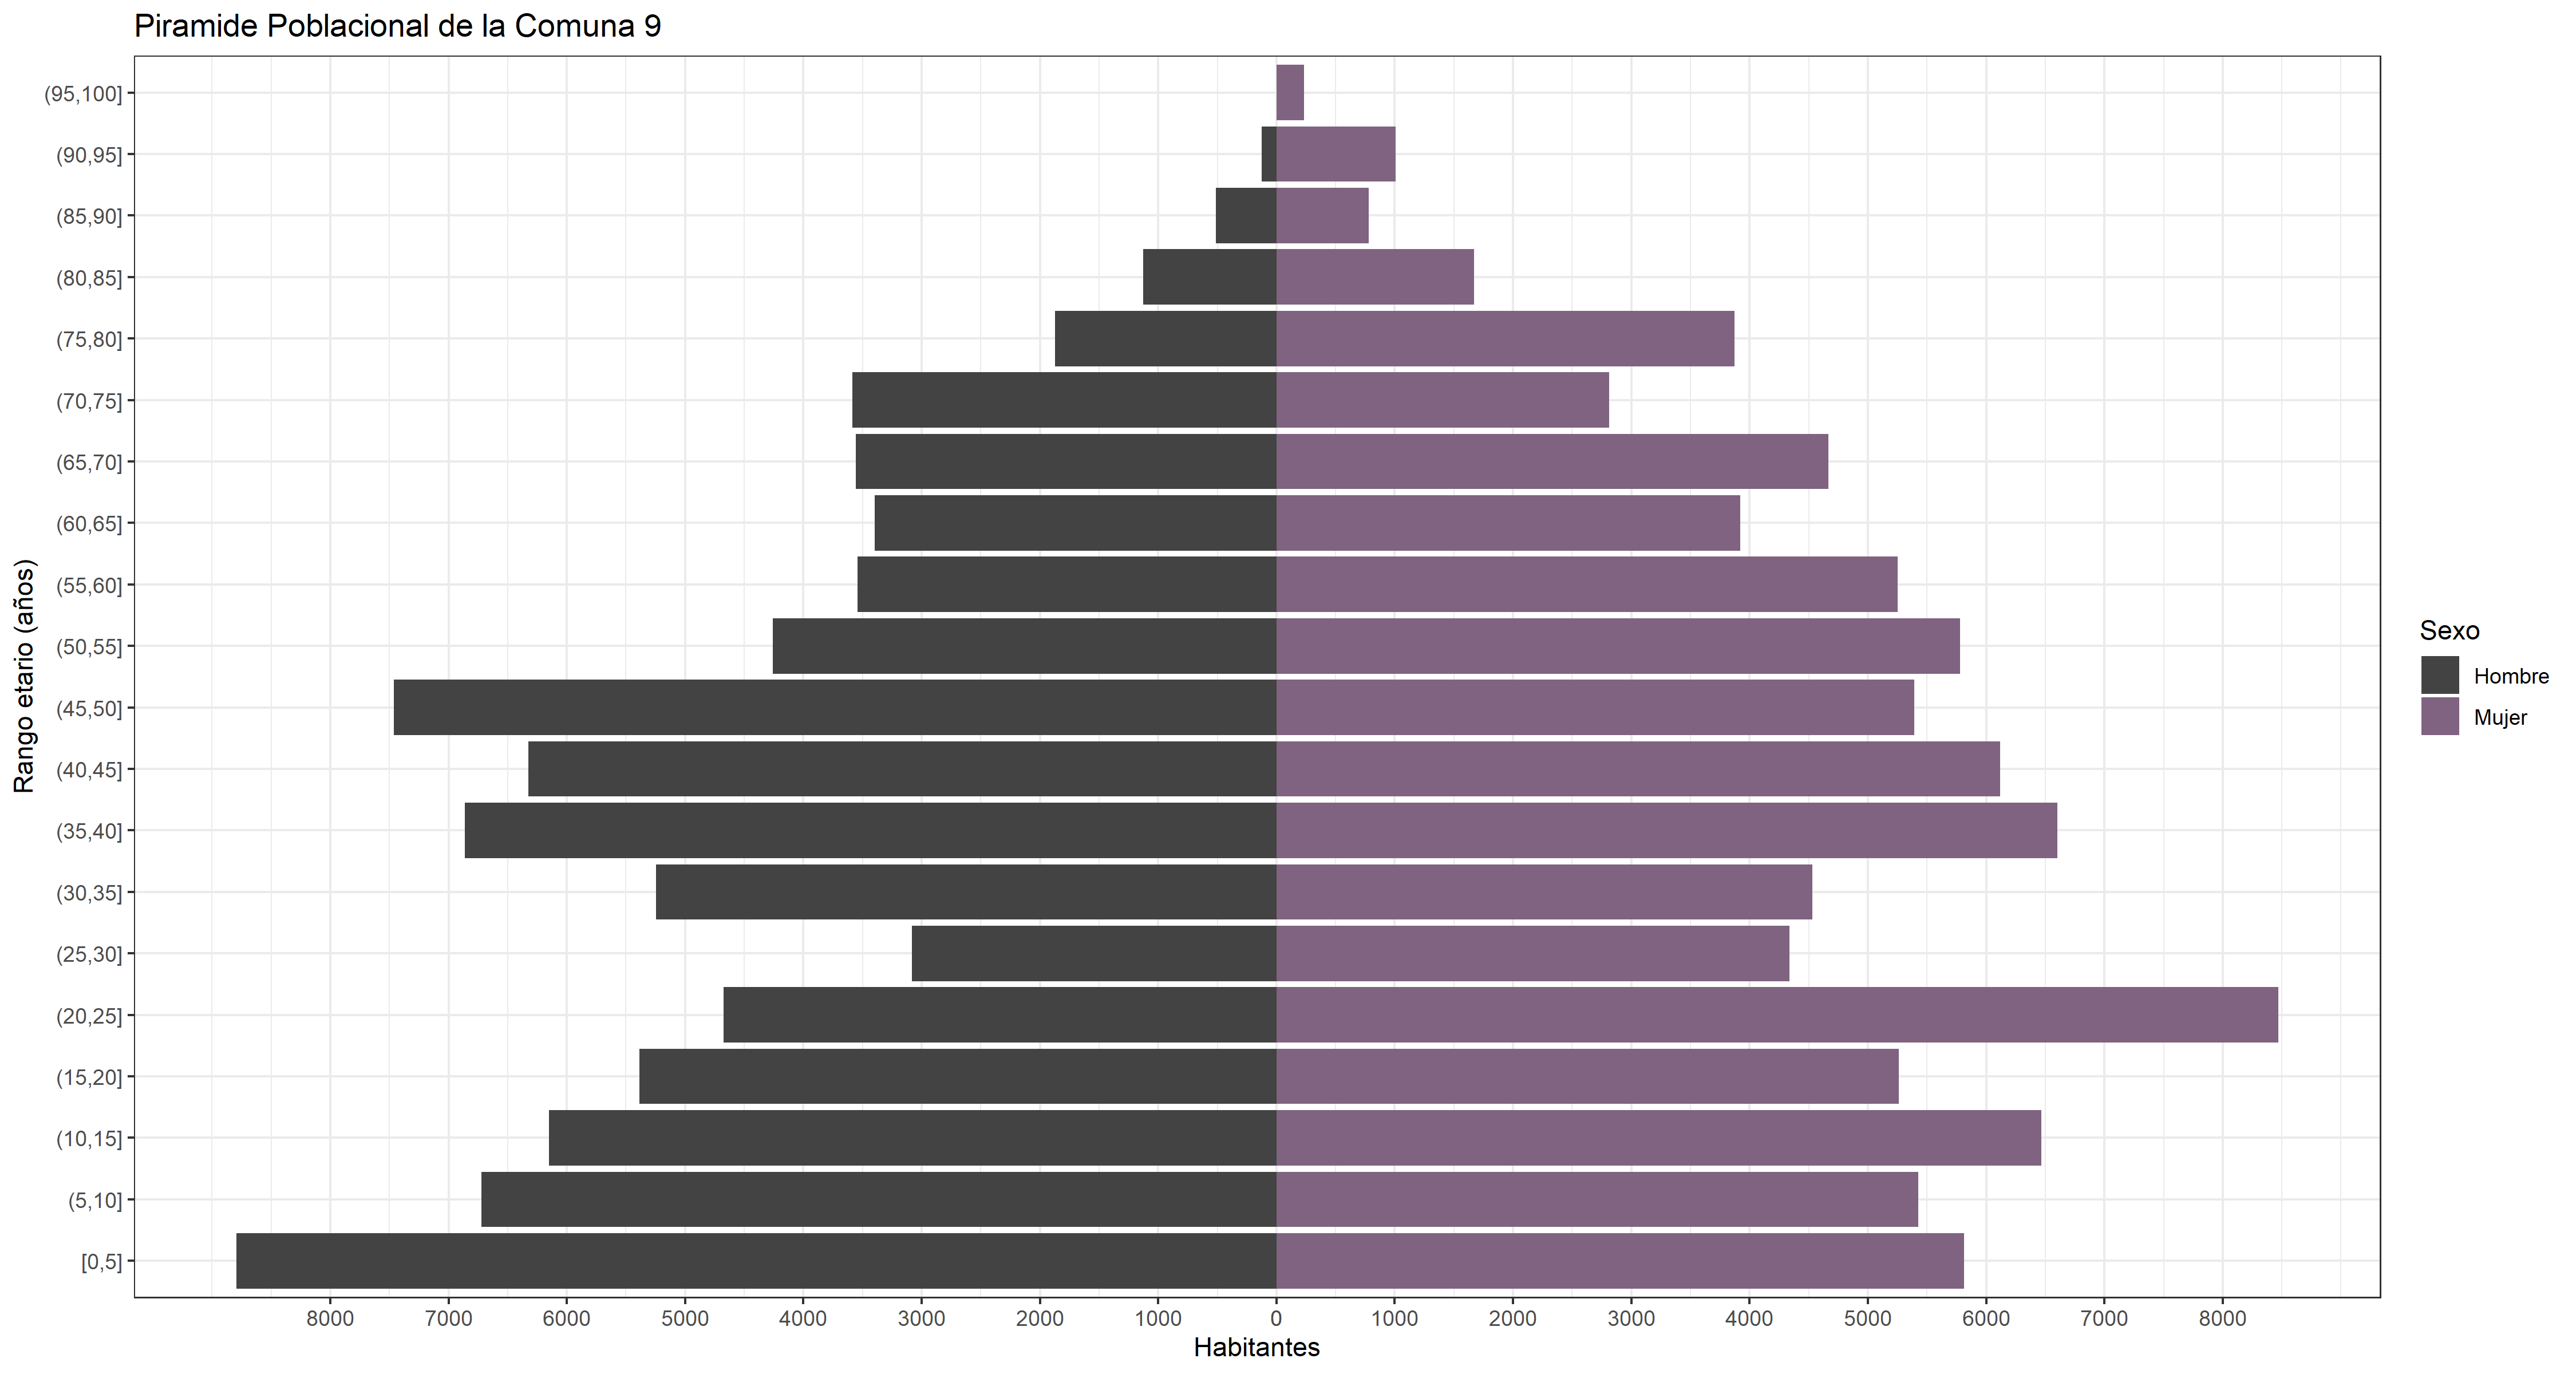 Piramide Poblacional de la Comuna 9
Rango etario (años)
(95,100]
(90,95]
(85,90]
(80,85]
(75,80]
(70,75]
(65,70]
(60,65]
(55,60]
(50,55]
(45,50]
(40,45]
(35,40]
(30,35]
(25,30]
(20,25]
(15,20]
(10,15]
(5,10]
[0,5]
8000 7000 6000 5000 4000 3000 2000 1000 0 1000 2000 3000 4000 5000 6000 7000 8000
Habitantes
Sexo
Hombre
Mujer